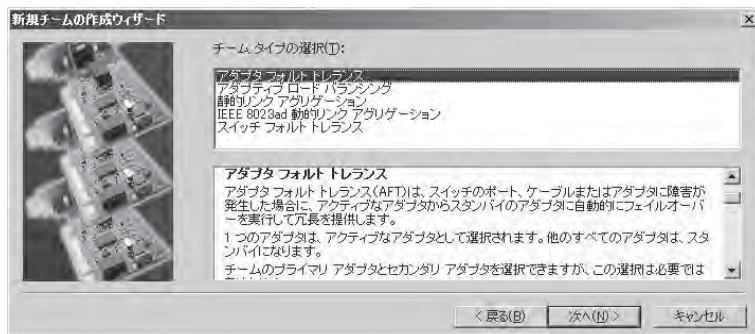 新規チームの作成ウィザード
チーム タイプの選択(T):
アダプタ フォルト トレランス
アダプティブ ロード バランシング
静的リンク アグリゲーション
IEEE 802.3ad 動的リンク アグリゲーション
スイッチ フォルト トレランス
アダプタ フォルト トレランス
アダプタ フォルト トレランス(AFT)は、スイッチのポート、ケーブルまたはアダプタに障害が
発生した場合に、アクティブなアダプタからスタンバイのアダプタに自動的にフェイルオーバ
ーを実行して冗長を提供します。
1 つのアダプタは、アクティブなアダプタとして選択されます。他のすべてのアダプタは、スタ
ンバイになります。
チームのプライマリ アダプタとセカンダリ アダプタを選択できますが、この選択は必要では
< 戻る(B)
次へ(N) >
キャンセル